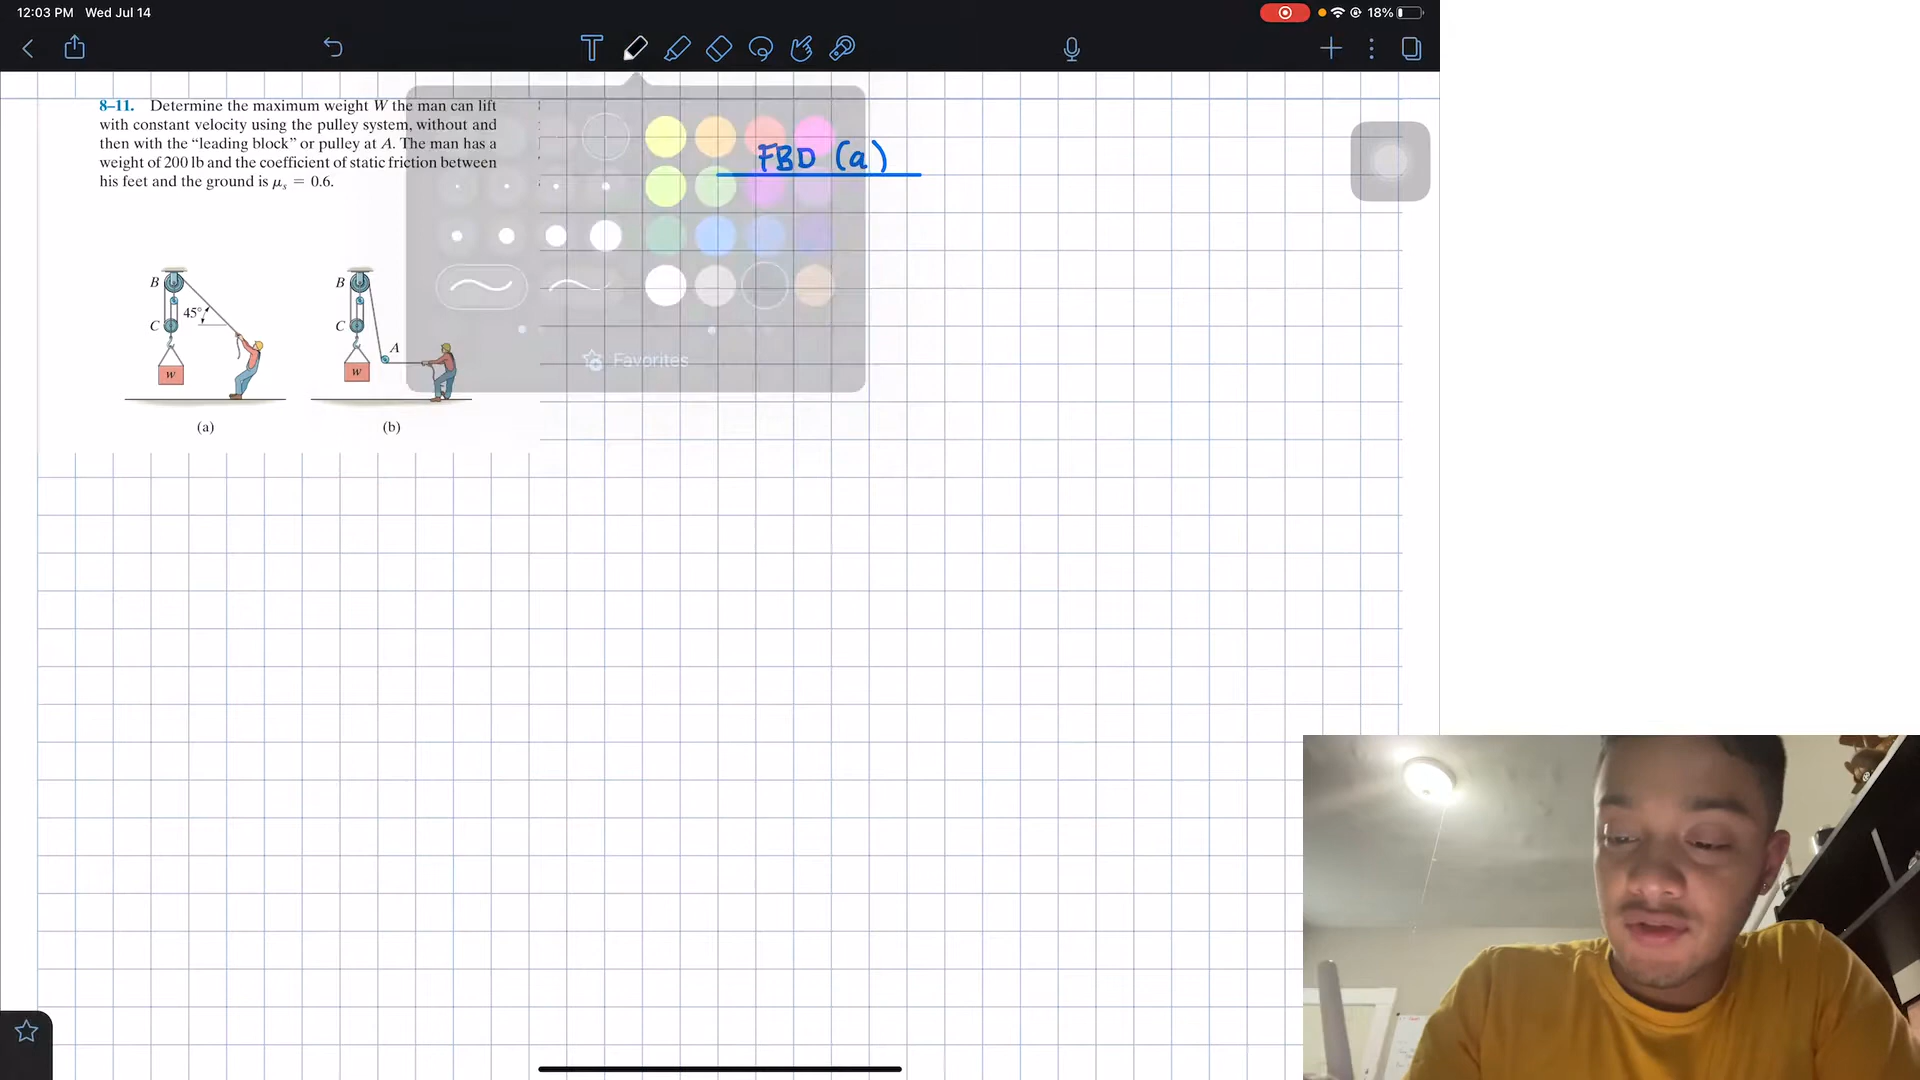 12:03 PM Wed Jul 14
18%
8–11. Determine the maximum weight W the man can lift
with constant velocity using the pulley system, without and
then with the “leading block” or pulley at A. The man has a
weight of 200 lb and the coefficient of static friction between
his feet and the ground is μs = 0.6.
FBD (a)
B
45°
C
W
(a)
B
C
A
W
(b)
Favorites